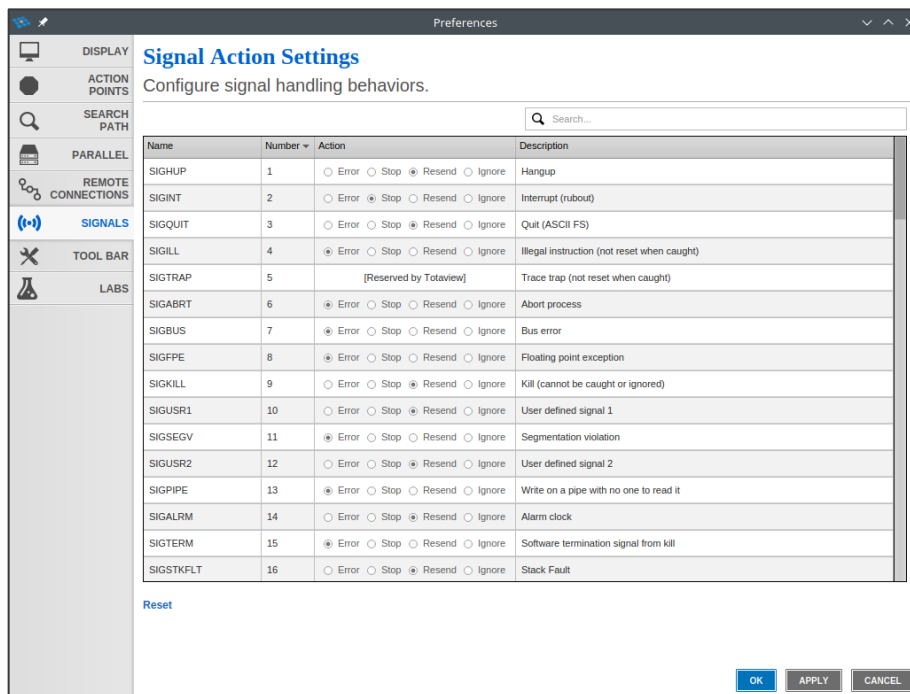 Preferences
DISPLAY
ACTION
POINTS
SEARCH
PATH
PARALLEL
REMOTE
CONNECTIONS
SIGNALS
TOOL BAR
LABS
Signal Action Settings
Configure signal handling behaviors.
Search...
Name Number Action Description
SIGHUP 1 Error Stop Resend Ignore Hangup
SIGINT 2 Error Stop Resend Ignore Interrupt (rubout)
SIGQUIT 3 Error Stop Resend Ignore Quit (ASCII FS)
SIGILL 4 Error Stop Resend Ignore Illegal instruction (not reset when caught)
SIGTRAP 5 [Reserved by Totaview] Trace trap (not reset when caught)
SIGABRT 6 Error Stop Resend Ignore Abort process
SIGBUS 7 Error Stop Resend Ignore Bus error
SIGFPE 8 Error Stop Resend Ignore Floating point exception
SIGKILL 9 Error Stop Resend Ignore Kill (cannot be caught or ignored)
SIGUSR1 10 Error Stop Resend Ignore User defined signal 1
SIGSEGV 11 Error Stop Resend Ignore Segmentation violation
SIGUSR2 12 Error Stop Resend Ignore User defined signal 2
SIGPIPE 13 Error Stop Resend Ignore Write on a pipe with no one to read it
SIGALRM 14 Error Stop Resend Ignore Alarm clock
SIGTERM 15 Error Stop Resend Ignore Software termination signal from kill
SIGSTKFLT 16 Error Stop Resend Ignore Stack Fault
Reset
OK APPLY CANCEL